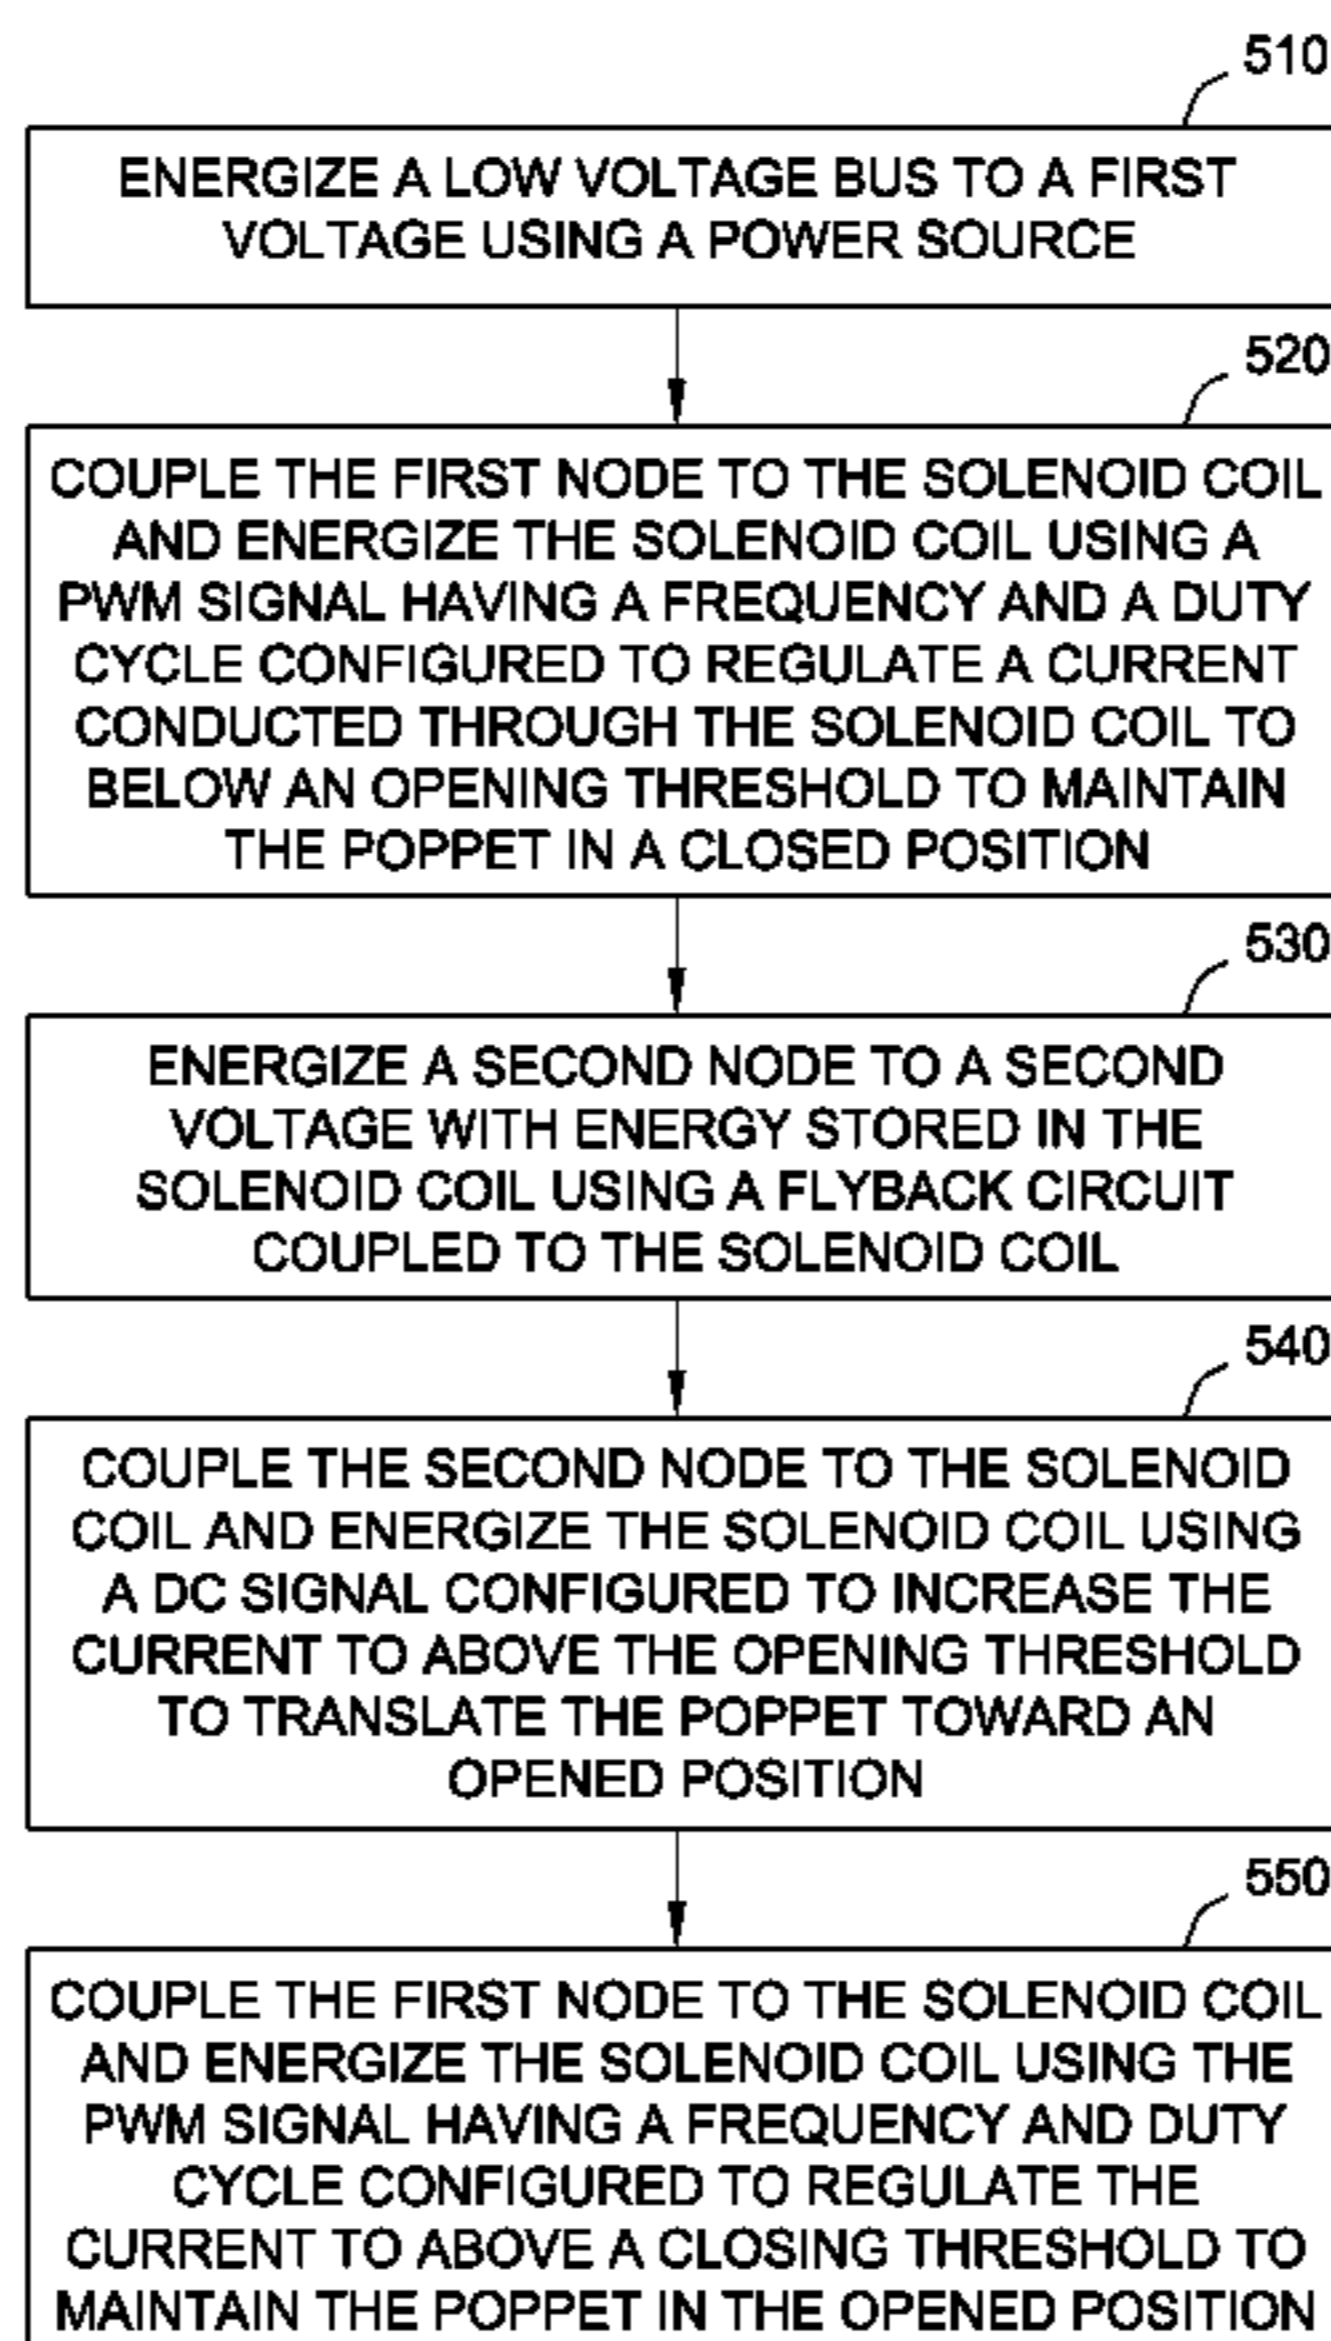 510
ENERGIZE A LOW VOLTAGE BUS TO A FIRST
VOLTAGE USING A POWER SOURCE
520
COUPLE THE FIRST NODE TO THE SOLENOID COIL
AND ENERGIZE THE SOLENOID COIL USING A
PWM SIGNAL HAVING A FREQUENCY AND A DUTY
CYCLE CONFIGURED TO REGULATE A CURRENT
CONDUCTED THROUGH THE SOLENOID COIL TO
BELOW AN OPENING THRESHOLD TO MAINTAIN
THE POPPET IN A CLOSED POSITION
530
ENERGIZE A SECOND NODE TO A SECOND
VOLTAGE WITH ENERGY STORED IN THE
SOLENOID COIL USING A FLYBACK CIRCUIT
COUPLED TO THE SOLENOID COIL
540
COUPLE THE SECOND NODE TO THE SOLENOID
COIL AND ENERGIZE THE SOLENOID COIL USING
A DC SIGNAL CONFIGURED TO INCREASE THE
CURRENT TO ABOVE THE OPENING THRESHOLD
TO TRANSLATE THE POPPET TOWARD AN
OPENED POSITION
550
COUPLE THE FIRST NODE TO THE SOLENOID COIL
AND ENERGIZE THE SOLENOID COIL USING THE
PWM SIGNAL HAVING A FREQUENCY AND DUTY
CYCLE CONFIGURED TO REGULATE THE
CURRENT TO ABOVE A CLOSING THRESHOLD TO
MAINTAIN THE POPPET IN THE OPENED POSITION